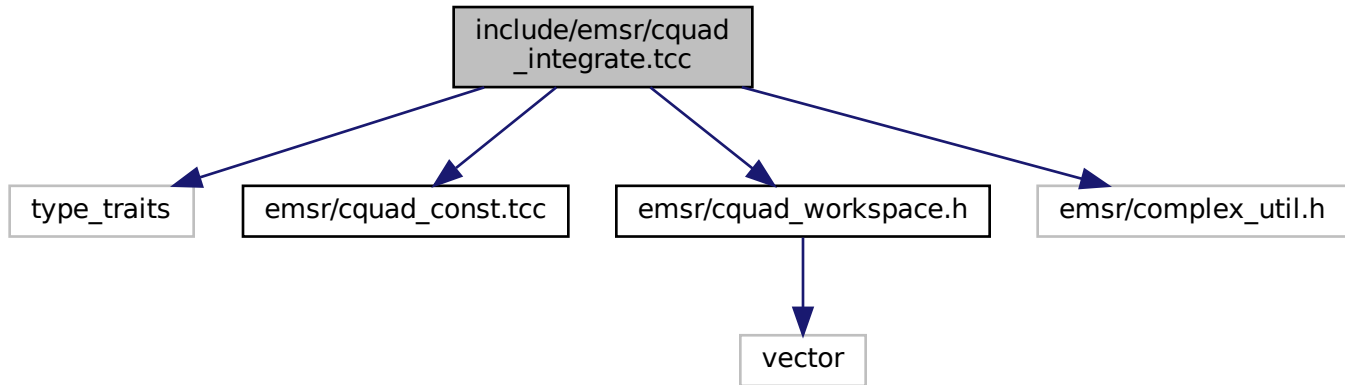 include/emsr/cquad
_integrate.tcc
type_traits
emsr/cquad_const.tcc
emsr/cquad_workspace.h
emsr/complex_util.h
vector